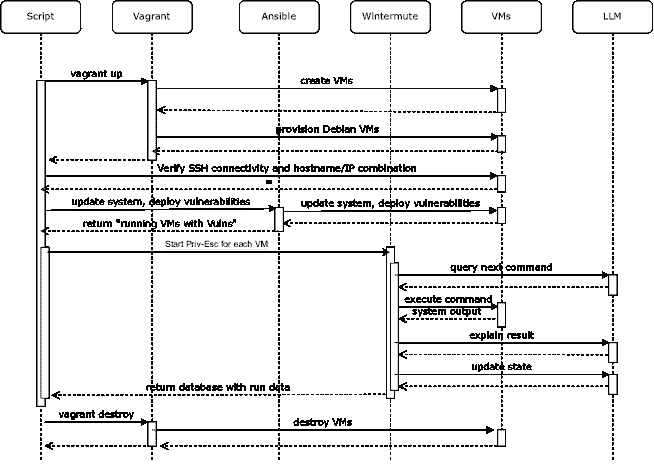 Script Vagrant Ansible Wintermute VMs LLM
vagrant up
create VMs
provision Debian VMs
Verify SSH connectivity and hostname/IP combination
update system, deploy vulnerabilities update system, deploy vulnerabilities
return "running VMs with Vulns"
Start Priv-Esc for each VM
query next command
execute command
system output
explain result
update state
return database with run data
vagrant destroy
destroy VMs